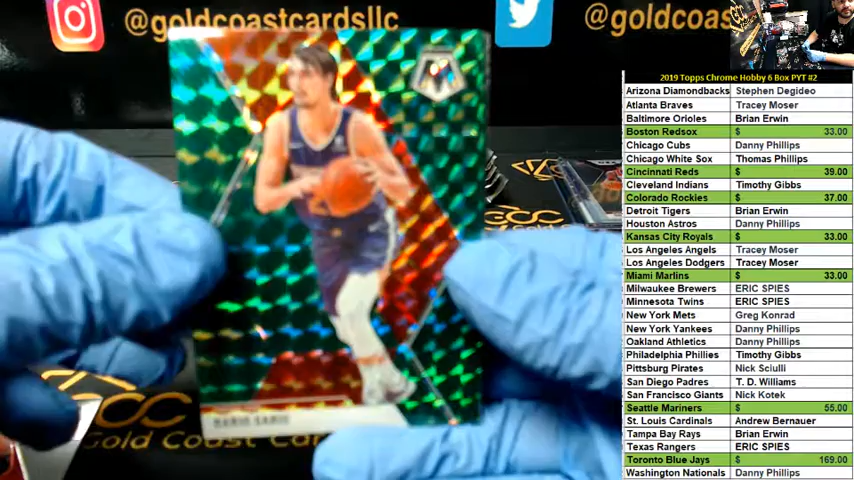 @goldcoastcardsllc
@goldcoas
2019 Topps Chrome Hobby 6 Box PYT #2
Arizona Diamondbacks Stephen Degideo
Atlanta Braves Tracey Moser
Baltimore Orioles Brian Erwin
Boston Redsox $ 33.00
Chicago Cubs Danny Phillips
Chicago White Sox Thomas Phillips
Cincinnati Reds $ 39.00
Cleveland Indians Timothy Gibbs
Colorado Rockies $ 37.00
Detroit Tigers Brian Erwin
Houston Astros Danny Phillips
Kansas City Royals $ 33.00
Los Angeles Angels Tracey Moser
Los Angeles Dodgers Tracey Moser
Miami Marlins $ 33.00
Milwaukee Brewers ERIC SPIES
Minnesota Twins ERIC SPIES
New York Mets Greg Konrad
New York Yankees Danny Phillips
Oakland Athletics Danny Phillips
Philadelphia Phillies Timothy Gibbs
Pittsburg Pirates Nick Sciulli
San Diego Padres T. D. Williams
San Francisco Giants Nick Kotek
Seattle Mariners $ 55.00
St. Louis Cardinals Andrew Bernauer
Tampa Bay Rays Brian Erwin
Texas Rangers ERIC SPIES
Toronto Blue Jays $ 169.00
Washington Nationals Danny Phillips
DARIO SARIC
GCC
Gold Coast Cards